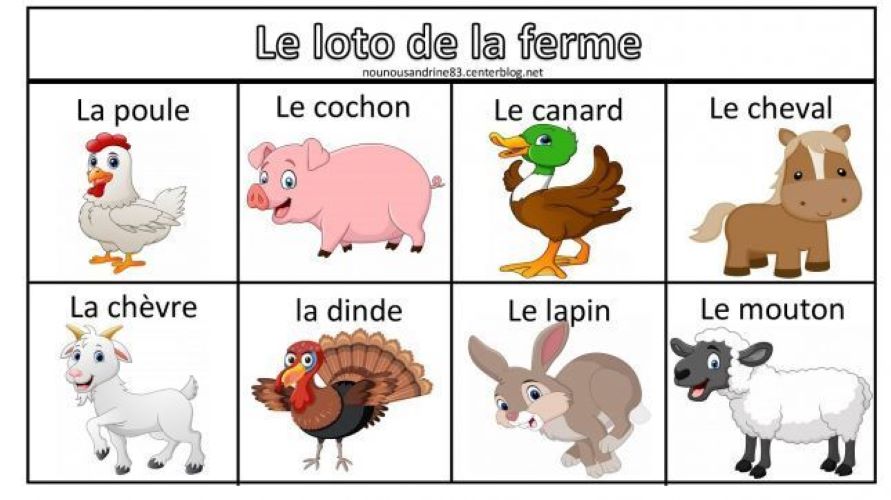 Le loto de la ferme
nounousandrine83.centerblog.net
La poule
Le cochon
Le canard
Le cheval
La chèvre
la dinde
Le lapin
Le mouton